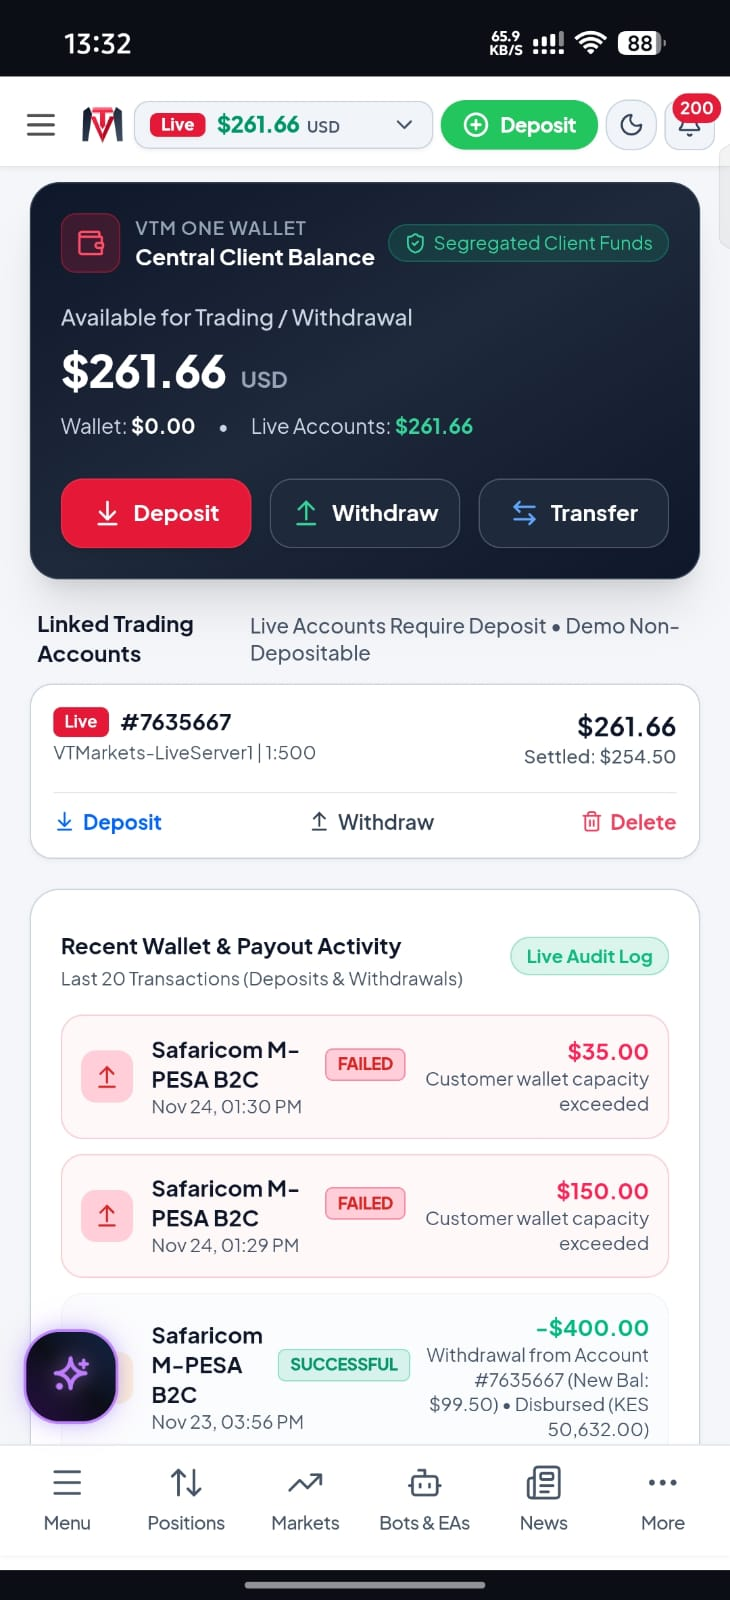 13:32
65.9
KB/S
88
Live $261.66 USD
Deposit
200
VTM ONE WALLET
Central Client Balance
Segregated Client Funds
Available for Trading / Withdrawal
$261.66 USD
Wallet: $0.00 • Live Accounts: $261.66
Deposit
Withdraw
Transfer
Linked Trading
Accounts
Live Accounts Require Deposit • Demo Non-
Depositable
Live #7635667
VTMarkets-LiveServer1 | 1:500
$261.66
Settled: $254.50
Deposit
Withdraw
Delete
Recent Wallet & Payout Activity
Last 20 Transactions (Deposits & Withdrawals)
Live Audit Log
Safaricom M-
PESA B2C
Nov 24, 01:30 PM
FAILED
$35.00
Customer wallet capacity
exceeded
Safaricom M-
PESA B2C
Nov 24, 01:29 PM
FAILED
$150.00
Customer wallet capacity
exceeded
Safaricom
M-PESA
B2C
Nov 23, 03:56 PM
SUCCESSFUL
-$400.00
Withdrawal from Account
#7635667 (New Bal:
$99.50) • Disbursed (KES
50,632.00)
Menu
Positions
Markets
Bots & EAs
News
More